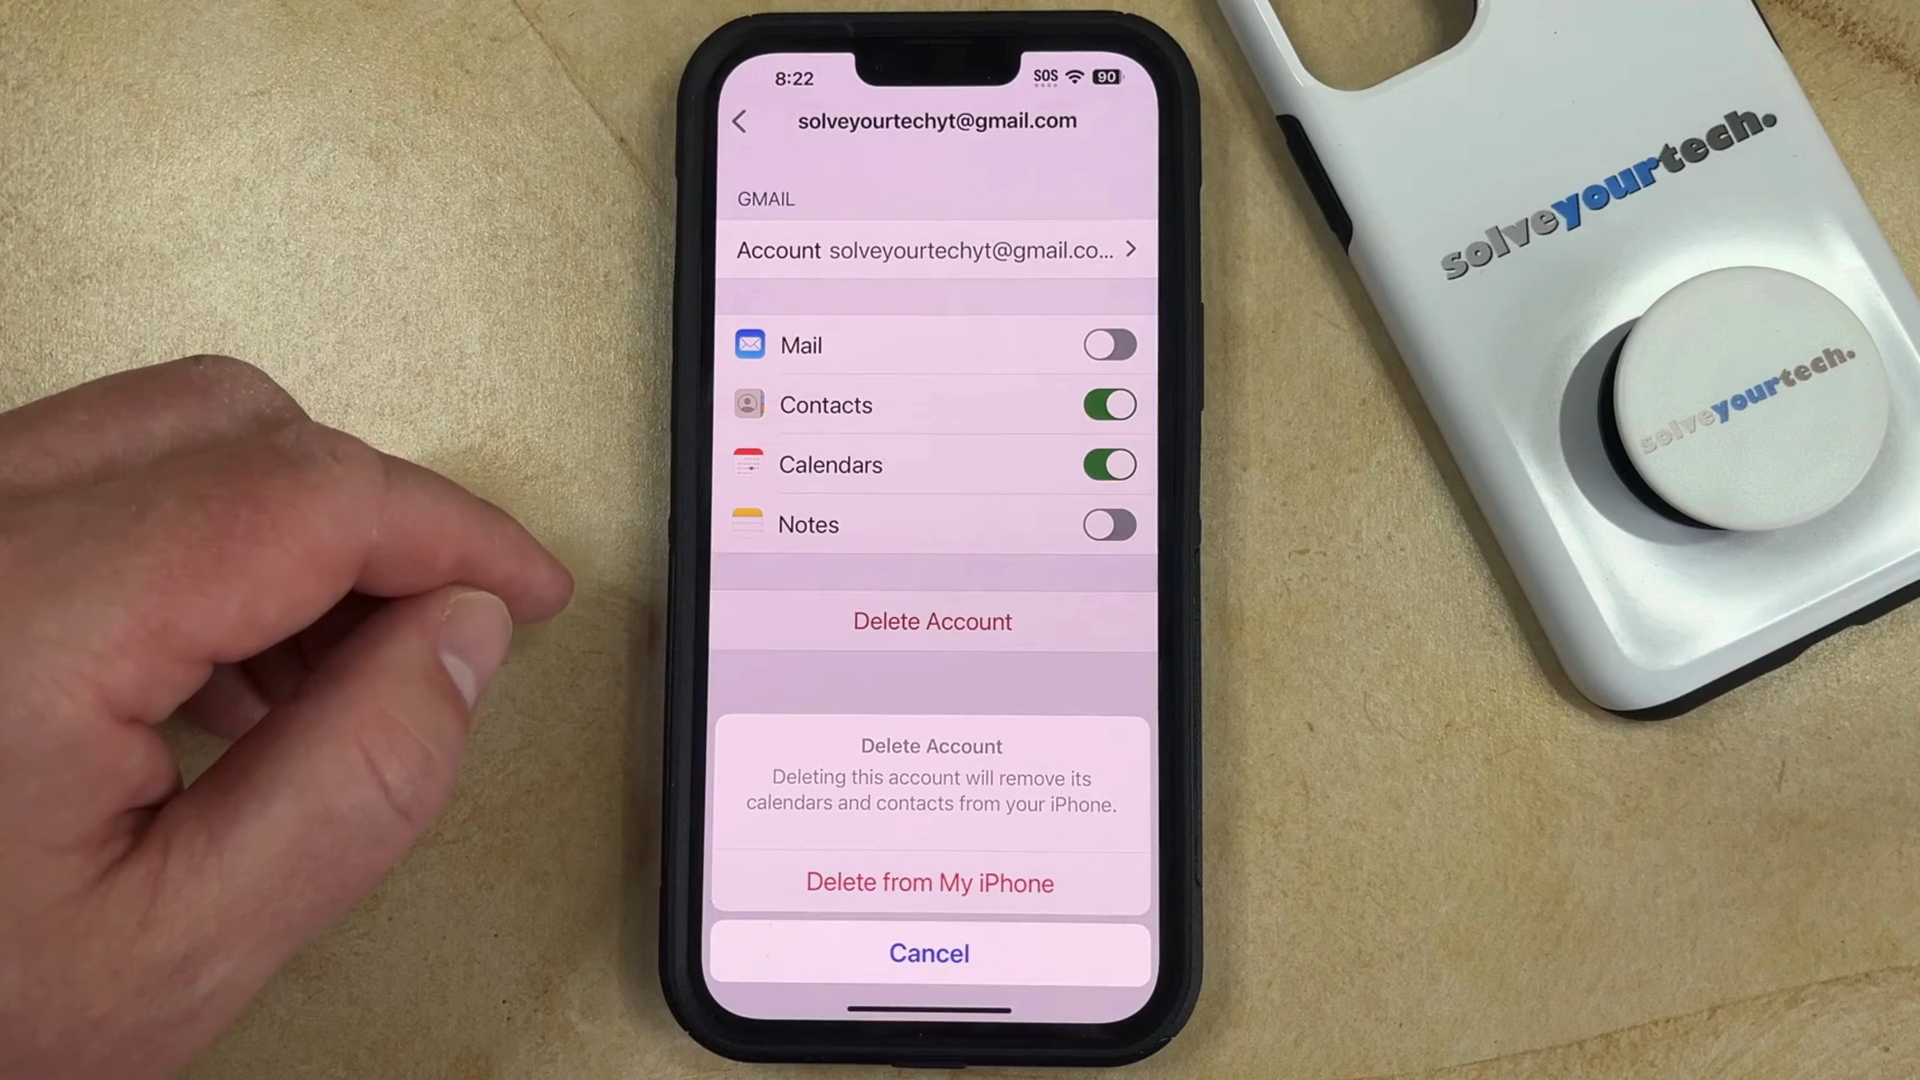 8:22
SOS
90
solveyourtechyt@gmail.com
GMAIL
Account solveyourtechyt@gmail.co...
Mail
Contacts
Calendars
Notes
Delete Account
Delete Account
Deleting this account will remove its
calendars and contacts from your iPhone.
Delete from My iPhone
Cancel
solveyourtech.
solveyourtech.